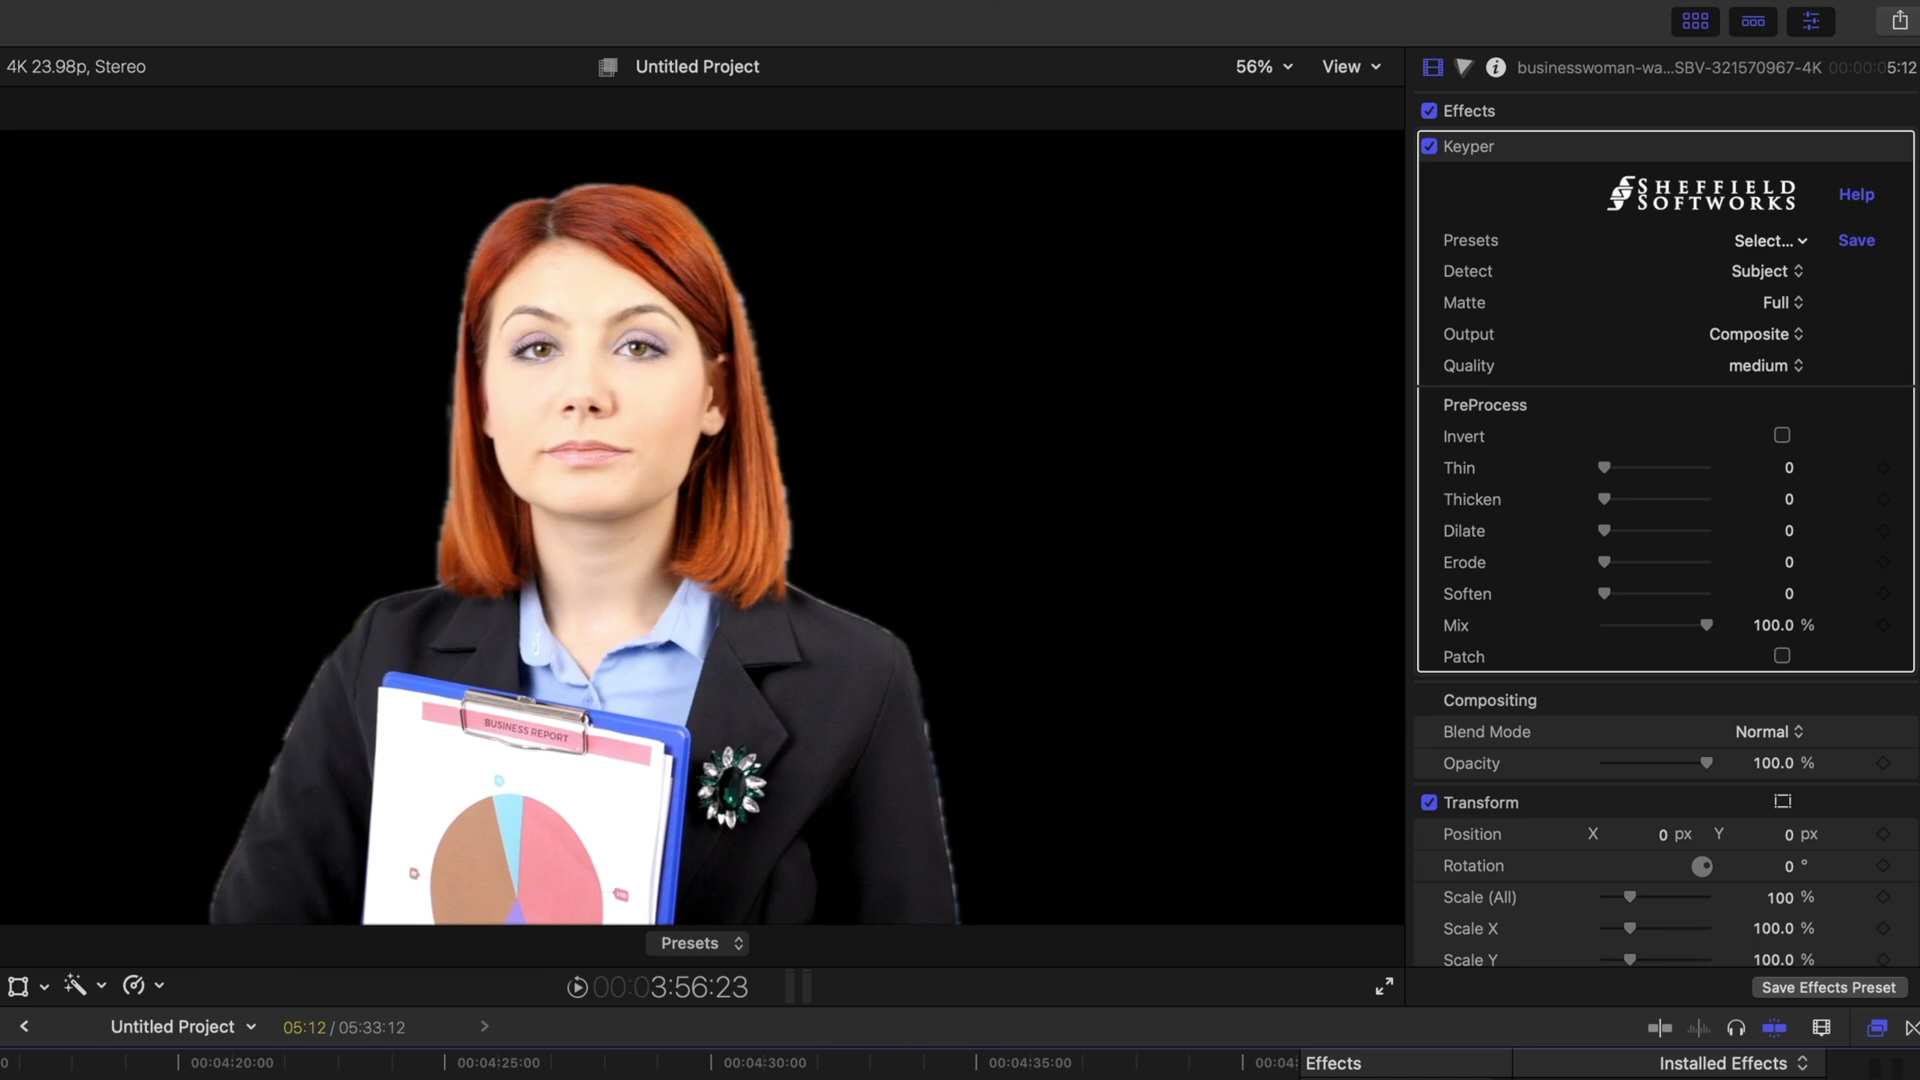 4K 23.98p, Stereo
Untitled Project
56%
View
businesswoman-wa...SBV-321570967-4K
00:00:05:12
Effects
Keyper
SHEFFIELD
SOFTWORKS
Help
Presets Select... Save
Detect Subject
Matte Full
Output Composite
Quality medium
PreProcess
Invert
Thin 0
Thicken 0
Dilate 0
Erode 0
Soften 0
Mix 100.0 %
Patch
Compositing
Blend Mode Normal
Opacity 100.0 %
Transform
Position X 0 px Y 0 px
Rotation 0 °
Scale (All) 100 %
Scale X 100.0 %
Scale Y 100.0 %
Save Effects Preset
BUSINESS REPORT
Presets
00:03:56:23
Untitled Project
05:12 / 05:33:12
00:04:20:00
00:04:25:00
00:04:30:00
00:04:35:00
00:04:
Effects
Installed Effects